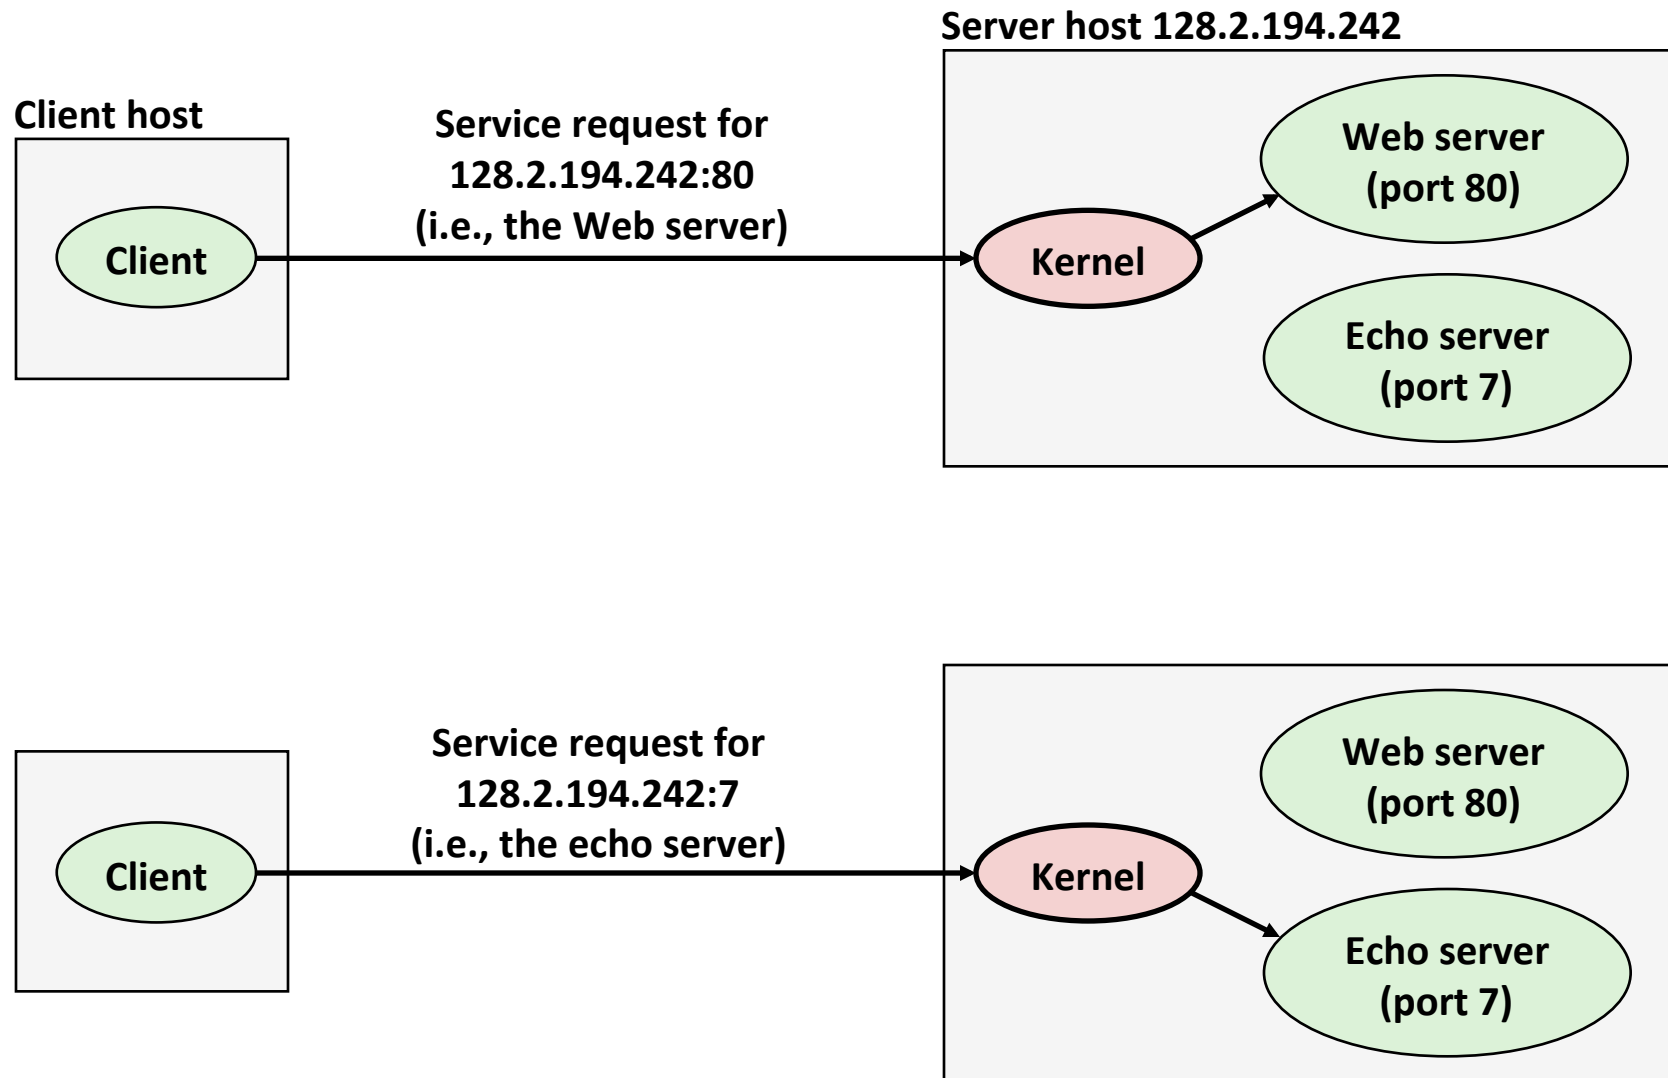 Server host 128.2.194.242
Client host
Service request for
128.2.194.242:80
(i.e., the Web server)
Client
Kernel
Web server
(port 80)
Echo server
(port 7)
Service request for
128.2.194.242:7
(i.e., the echo server)
Client
Kernel
Web server
(port 80)
Echo server
(port 7)